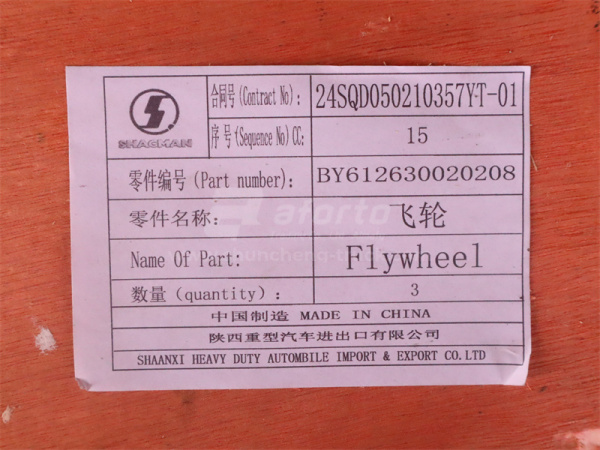 SHACMAN
合同号(Contract No):
24SQD050210357YT-01
序号(Sequence No)CC:
15
零件编号(Part number):
BY612630020208
零件名称:
飞轮
Name Of Part:
Flywheel
数量(quantity):
3
中国制造 MADE IN CHINA
陕西重型汽车进出口有限公司
SHAANXI HEAVY DUTY AUTOMBILE IMPORT & EXPORT CO.LTD
aforto